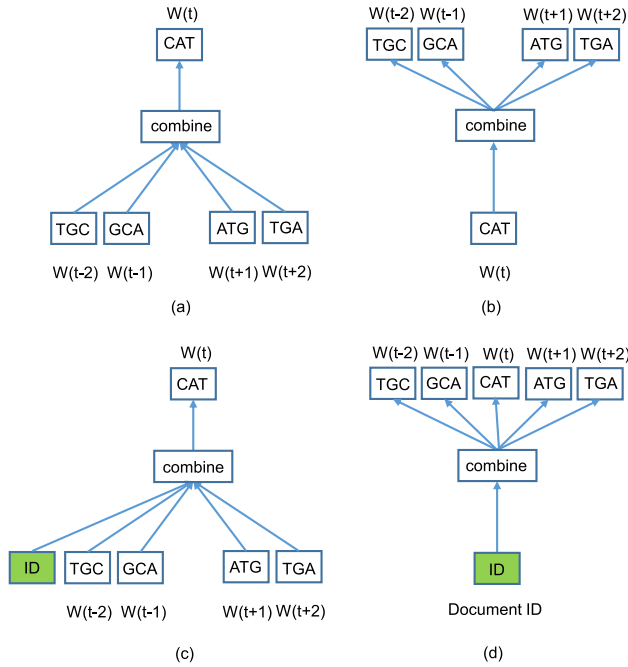 W(t)
CAT
combine
TGC GCA ATG TGA
W(t-2) W(t-1) W(t+1) W(t+2)
(a)
W(t-2) W(t-1) W(t+1) W(t+2)
TGC GCA ATG TGA
combine
CAT
W(t)
(b)
W(t)
CAT
combine
ID TGC GCA ATG TGA
W(t-2) W(t-1) W(t+1) W(t+2)
(c)
W(t-2) W(t-1) W(t) W(t+1) W(t+2)
TGC GCA CAT ATG TGA
combine
ID
Document ID
(d)